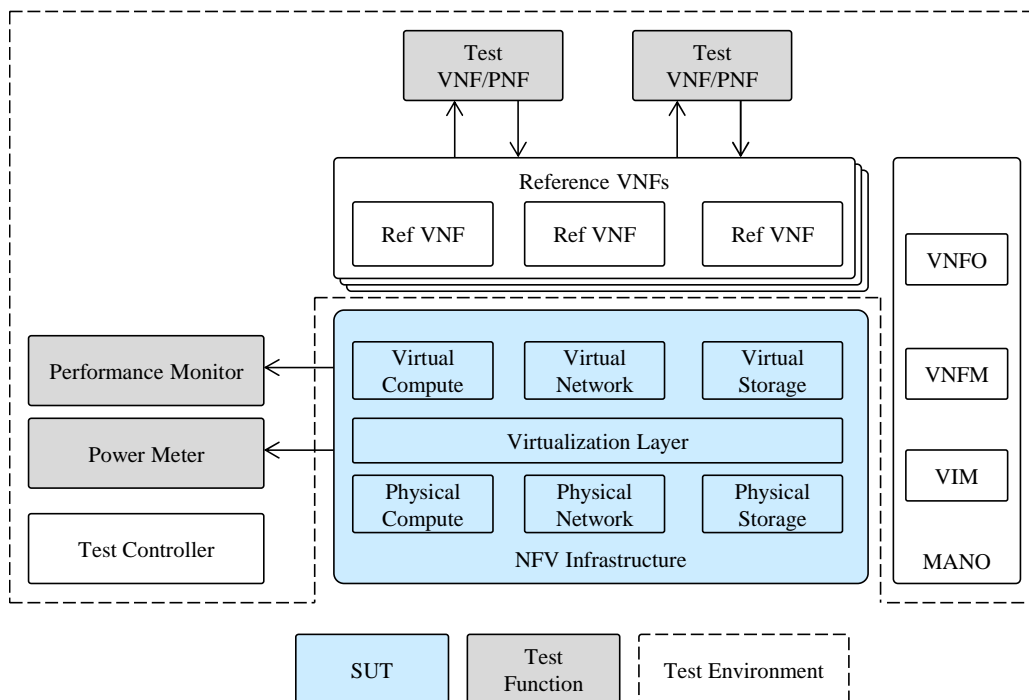 Test
VNF/PNF
Test
VNF/PNF
Reference VNFs
Ref VNF
Ref VNF
Ref VNF
VNFO
Performance Monitor
Virtual
Compute
Virtual
Network
Virtual
Storage
VNFM
Virtualization Layer
Power Meter
VIM
Physical
Compute
Physical
Network
Physical
Storage
Test Controller
NFV Infrastructure
MANO
SUT
Test
Function
Test Environment